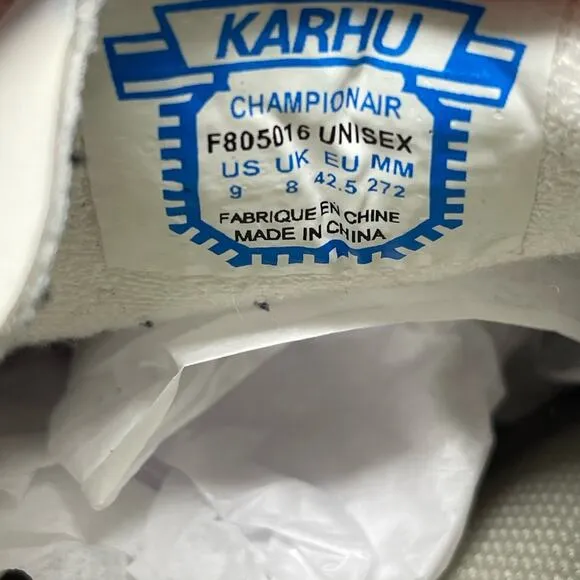 KARHU
CHAMPIONAIR
F805016 UNISEX
US UK EU MM
9 8 42.5 272
FABRIQUE EN CHINE
MADE IN CHINA